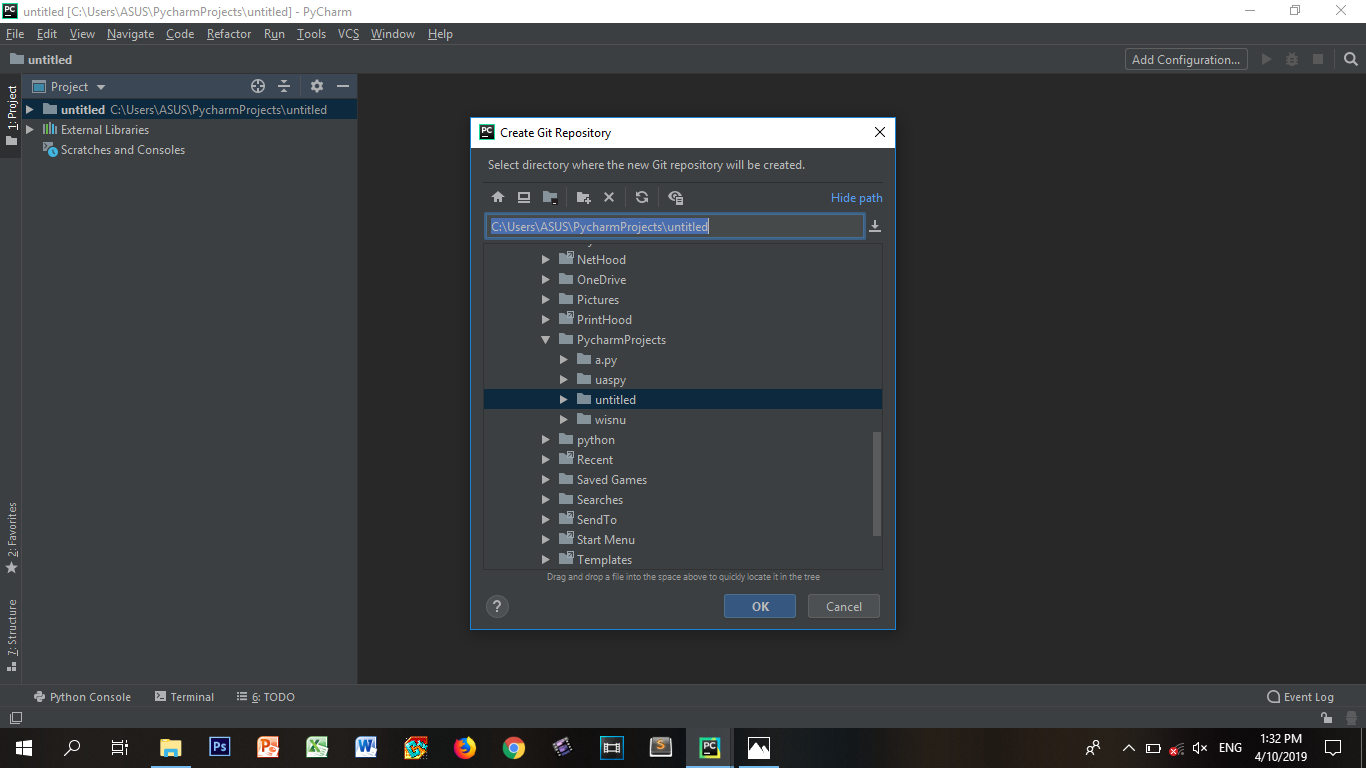 untitled [C:\Users\ASUS\PycharmProjects\untitled] - PyCharm
File Edit View Navigate Code Refactor Run Tools VCS Window Help
untitled
Add Configuration...
1: Project
Project
untitled C:\Users\ASUS\PycharmProjects\untitled
External Libraries
Scratches and Consoles
2: Favorites
7: Structure
Create Git Repository
Select directory where the new Git repository will be created.
Hide path
C:\Users\ASUS\PycharmProjects\untitled
NetHood
OneDrive
Pictures
PrintHood
PycharmProjects
a.py
uaspy
untitled
wisnu
python
Recent
Saved Games
Searches
SendTo
Start Menu
Templates
Drag and drop a file into the space above to quickly locate it in the tree
?
OK
Cancel
Python Console
Terminal
6: TODO
Event Log
ENG
1:32 PM
4/10/2019